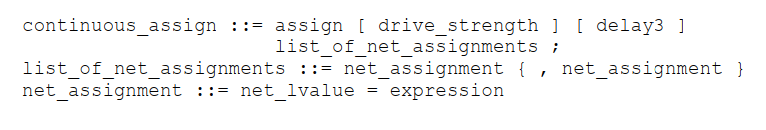 continuous_assign ::= assign [ drive_strength ] [ delay3 ]
list_of_net_assignments ;
list_of_net_assignments ::= net_assignment { , net_assignment }
net_assignment ::= net_lvalue = expression